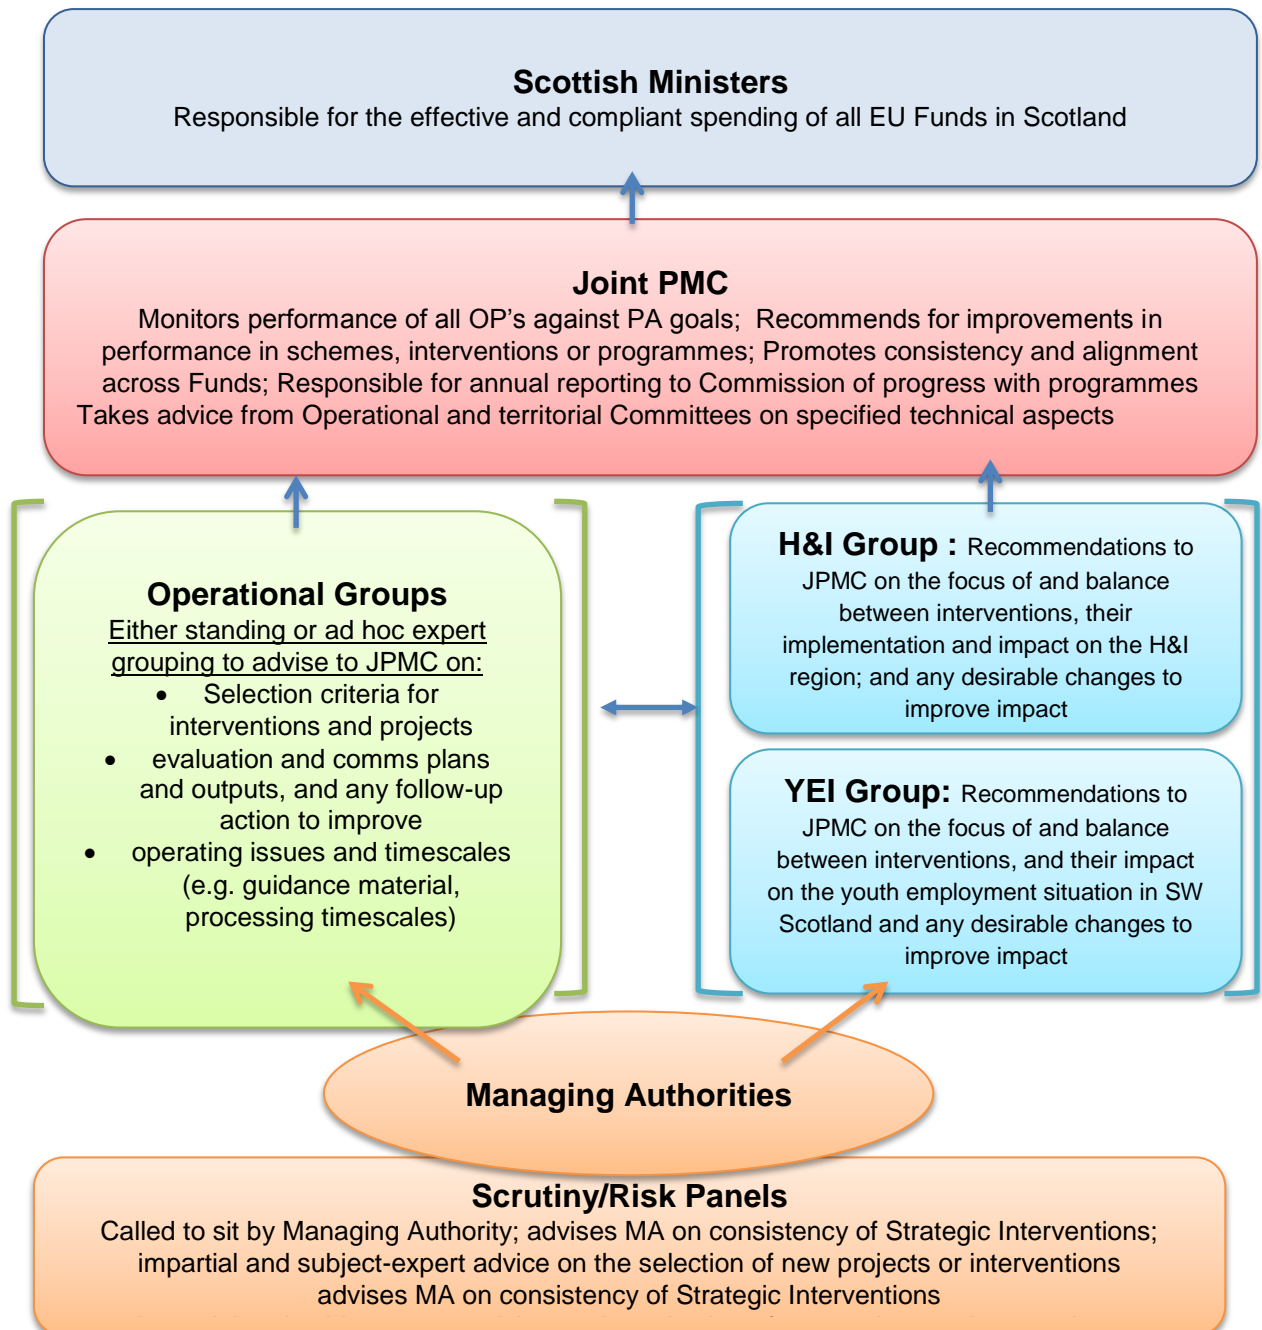 Scottish Ministers
Responsible for the effective and compliant spending of all EU Funds in Scotland
Joint PMC
Monitors performance of all OP's against PA goals; Recommends for improvements in
performance in schemes, interventions or programmes; Promotes consistency and alignment
across Funds; Responsible for annual reporting to Commission of progress with programmes
Takes advice from Operational and territorial Committees on specified technical aspects
Operational Groups
Either standing or ad hoc expert
grouping to advise to JPMC on:
• Selection criteria for
interventions and projects
• evaluation and comms plans
and outputs, and any follow-up
action to improve
• operating issues and timescales
(e.g. guidance material,
processing timescales)
H&I Group : Recommendations to
JPMC on the focus of and balance
between interventions, their
implementation and impact on the H&I
region; and any desirable changes to
improve impact
YEI Group: Recommendations to
JPMC on the focus of and balance
between interventions, and their impact
on the youth employment situation in SW
Scotland and any desirable changes to
improve impact
Managing Authorities
Scrutiny/Risk Panels
Called to sit by Managing Authority; advises MA on consistency of Strategic Interventions;
impartial and subject-expert advice on the selection of new projects or interventions
advises MA on consistency of Strategic Interventions